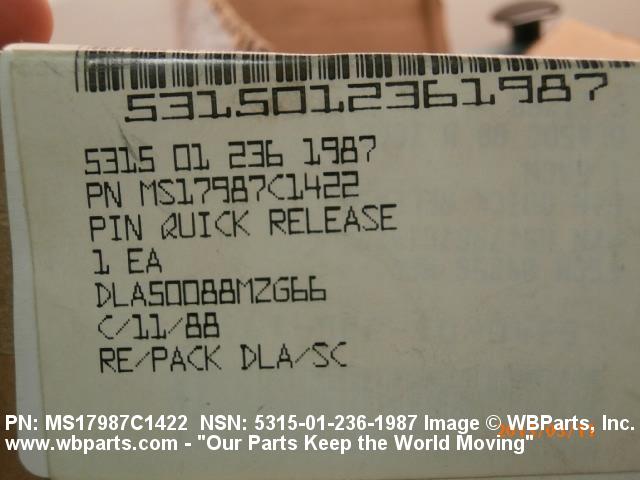 5315012361987
5315 01 236 1987
PN MS17987C1422
PIN QUICK RELEASE
1 EA
DLA50088MZG66
C/11/88
RE/PACK DLA/SC
PN: MS17987C1422 NSN: 5315-01-236-1987 Image © WBParts, Inc.
www.wbparts.com - "Our Parts Keep the World Moving"